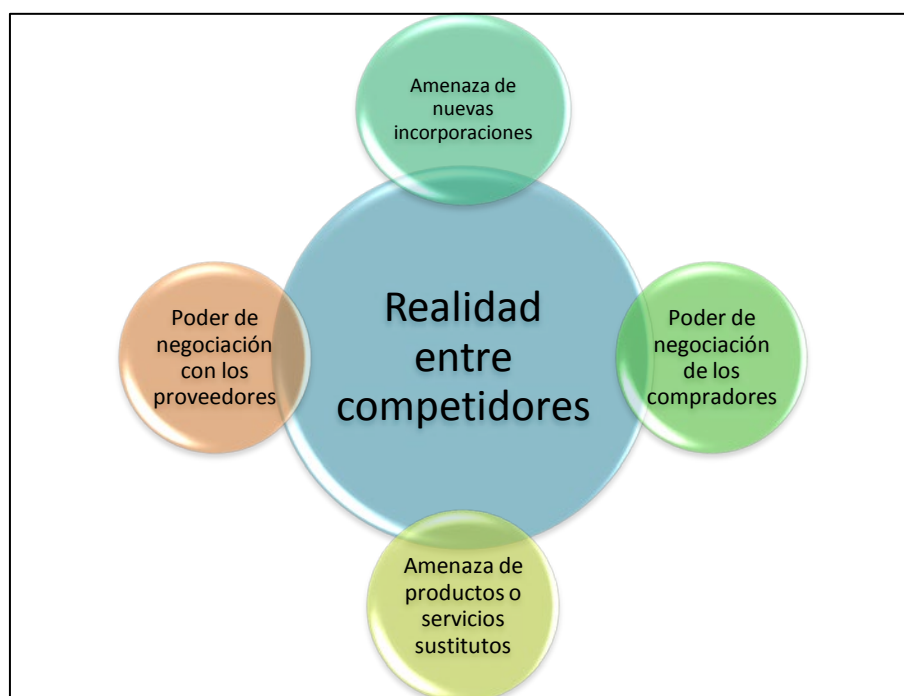 Amenaza de
nuevas
incorporaciones
Realidad
entre
competidores
Poder de
negociación
con los
proveedores
Poder de
negociación
de los
compradores
Amenaza de
productos o
servicios
sustitutos